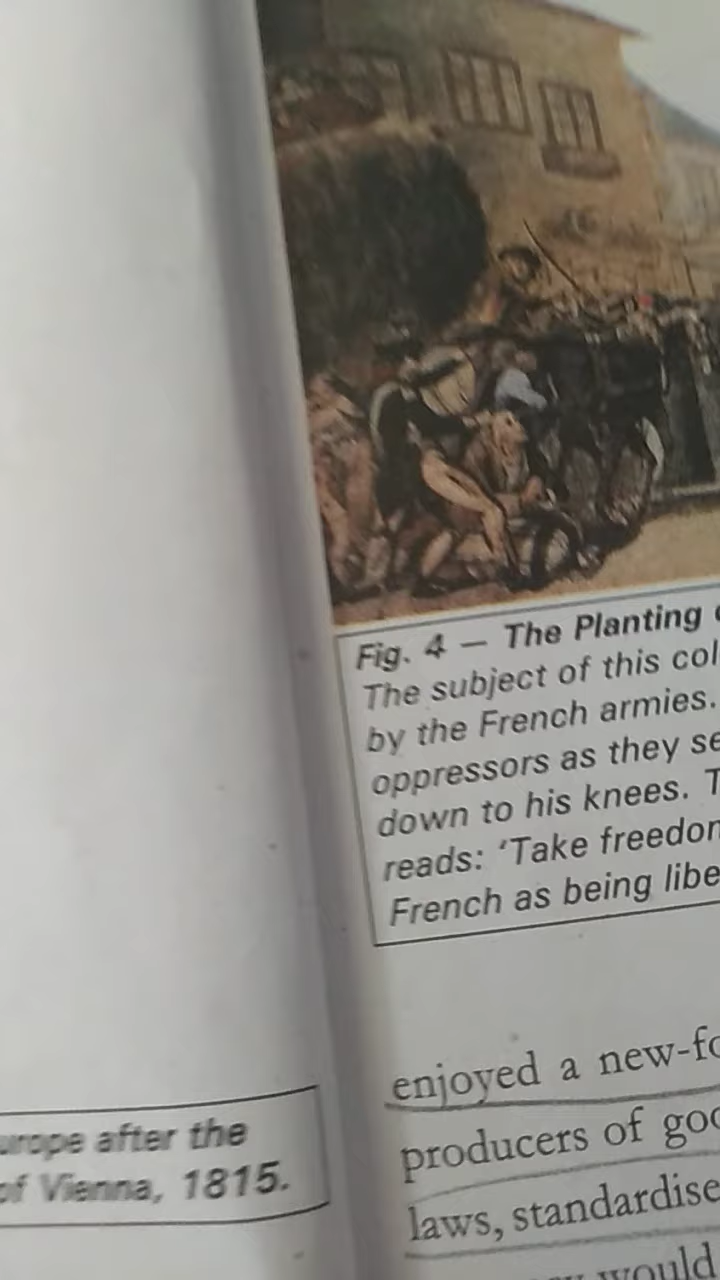 Fig. 4 — The Planting
The subject of this col
by the French armies.
oppressors as they se
down to his knees. T
reads: 'Take freedom
French as being libe
urope after the
of Vienna, 1815.
enjoyed a new-fo
producers of goo
laws, standardise
would